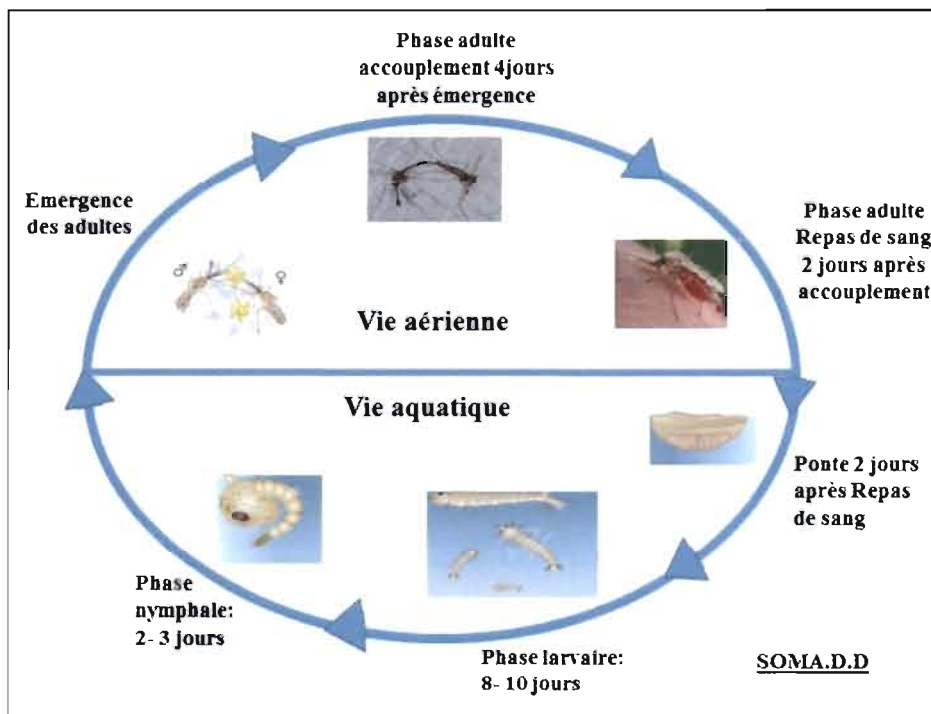 Phase adulte
accouplement 4jours
après émergence
Emergence
des adultes
Phase adulte
Repas de sang
2 jours après
accouplement
♂
♀
Vie aérienne
Vie aquatique
Ponte 2 jours
après Repas
de sang
Phase
nymphale:
2- 3 jours
Phase larvaire:
8- 10 jours
SOMA.D.D